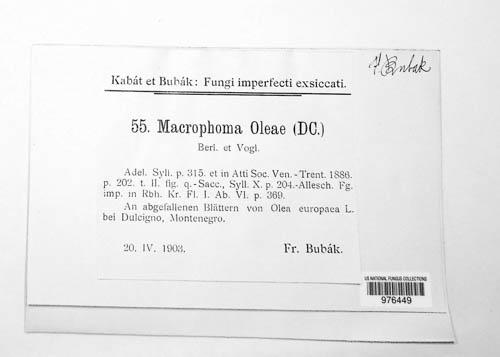 Kabát et Bubák: Fungi imperfecti exsiccati.
55. Macrophoma Oleae (DC.)
Berl. et Vogl.
Adel. Syll. p. 315. et in Atti Soc. Ven.-Trent. 1886.
p. 202. t. II. fig. q.-Sacc., Syll. X. p. 204.-Allesch. Fg.
imp. in Rbh. Kr. Fl. I. Ab. VI. p. 369.
An abgefallenen Blättern von Olea europaea L.
bei Dulcigno, Montenegro.
20. IV. 1903. Fr. Bubák.
US NATIONAL FUNGUS COLLECTIONS
976449